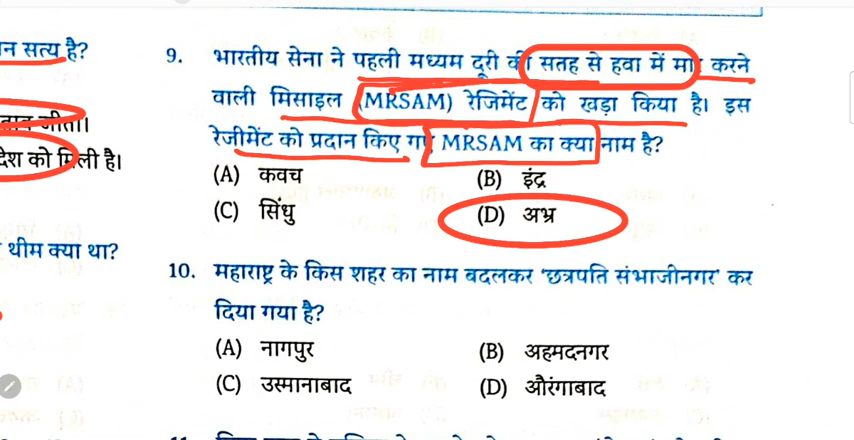 न सत्य है?
जीता।
देश को मिली है।
थीम क्या था?
9. भारतीय सेना ने पहली मध्यम दूरी की सतह से हवा में मार करने
वाली मिसाइल (MRSAM) रेजिमेंट को खड़ा किया है। इस
रेजीमेंट को प्रदान किए गए MRSAM का क्या नाम है?
(A) कवच (B) इंद्र
(C) सिंधु (D) अभ्र
10. महाराष्ट्र के किस शहर का नाम बदलकर 'छत्रपति संभाजीनगर' कर
दिया गया है?
(A) नागपुर (B) अहमदनगर
(C) उस्मानाबाद (D) औरंगाबाद